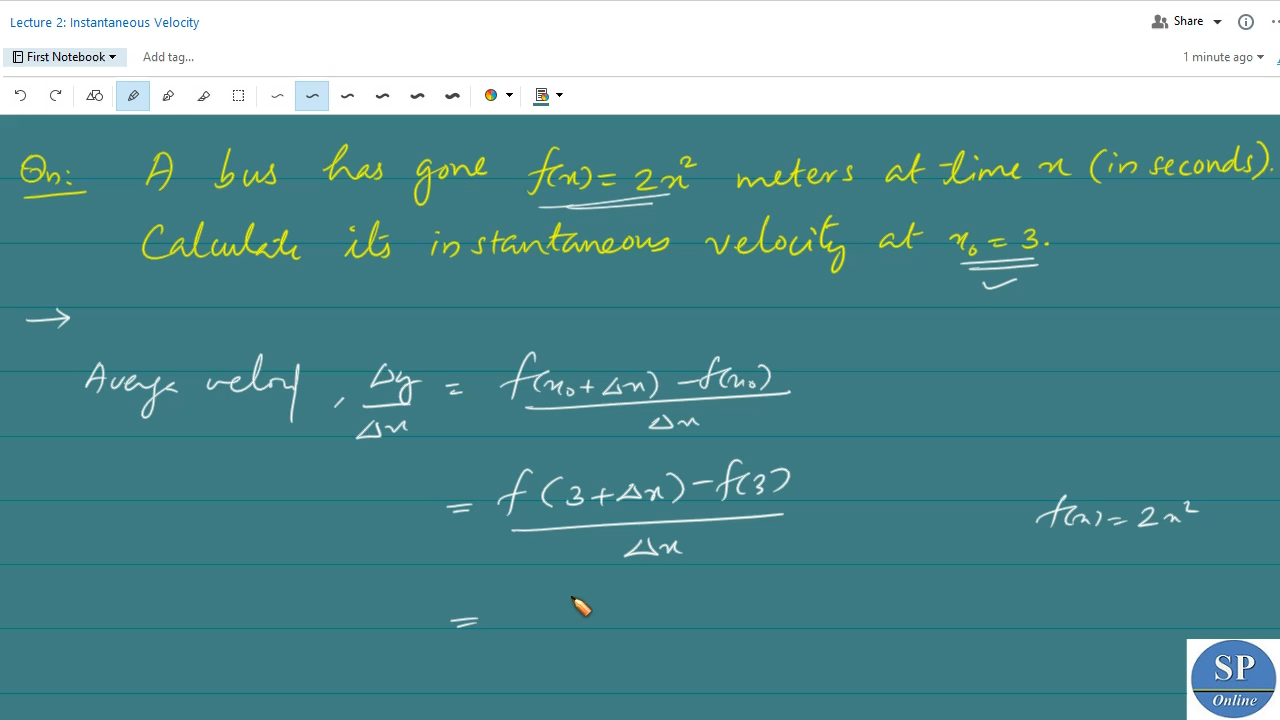 Lecture 2: Instantaneous Velocity
Share
First Notebook
Add tag...
1 minute ago
Qn: A bus has gone f(x) = 2x² meters at time x (in seconds).
Calculate its instantaneous velocity at x₀ = 3.
→
Average velocity, Δy/Δx = f(x₀ + Δx) - f(x₀) / Δx
= f(3 + Δx) - f(3) / Δx
f(x) = 2x²
=
SP
Online